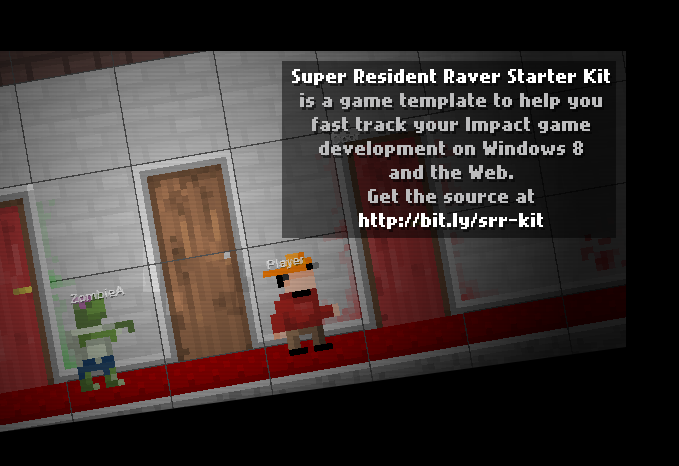 Super Resident Raver Starter Kit
is a game template to help you
fast track your Impact game
development on Windows 8
and the Web.
Get the source at
http://bit.ly/srr-kit
Player
ZombieA